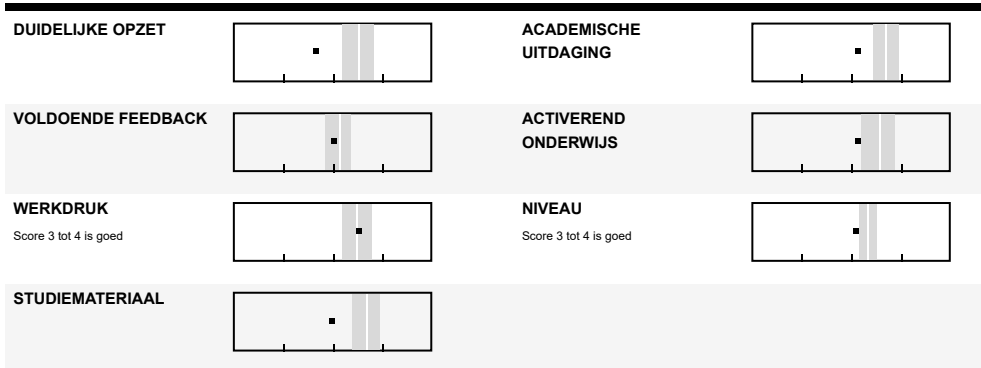 DUIDELIJKE OPZET
ACADEMISCHE
UITDAGING
VOLDOENDE FEEDBACK
ACTIVEREND
ONDERWIJS
WERKDRUK
Score 3 tot 4 is goed
NIVEAU
Score 3 tot 4 is goed
STUDIEMATERIAAL